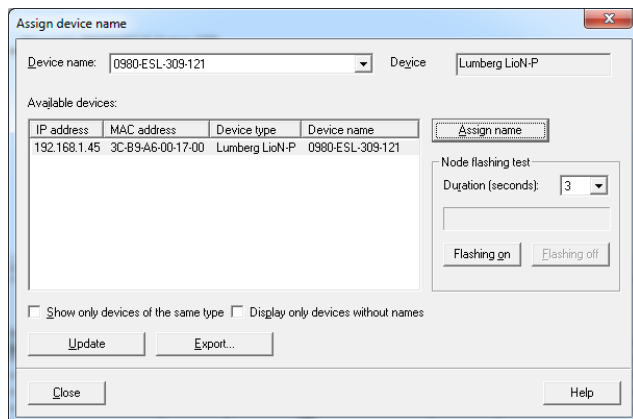 Assign device name
Device name: 0980-ESL-309-121 Device Lumberg LioN-P
Available devices:
IP address MAC address Device type Device name
192.168.1.45 3C-B9-A6-00-17-00 Lumberg LioN-P 0980-ESL-309-121
Assign name
Node flashing test
Duration (seconds): 3
Flashing on Flashing off
Show only devices of the same type Display only devices without names
Update Export...
Close Help